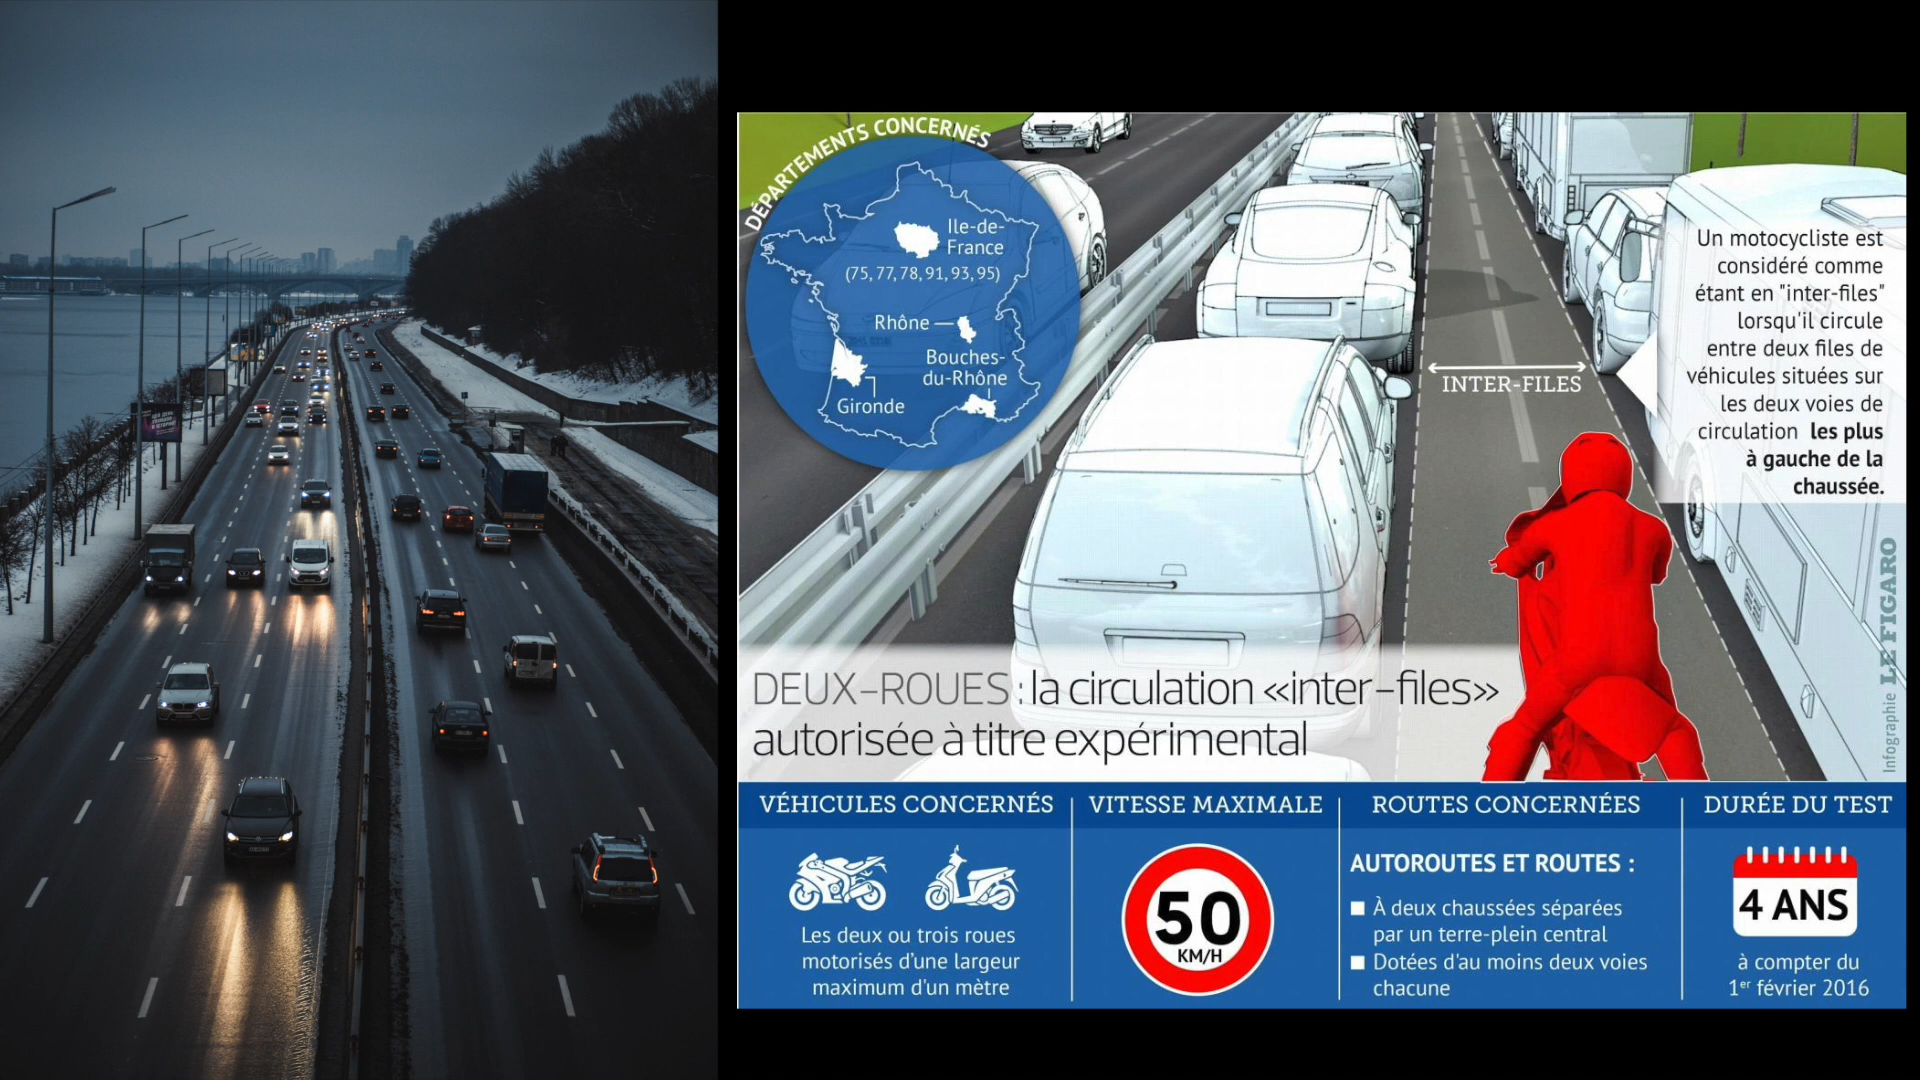 DÉPARTEMENTS CONCERNÉS
Ile-de-
France
(75, 77, 78, 91, 93, 95)
Rhône
Bouches-
du-Rhône
Gironde
INTER-FILES
Un motocycliste est
considéré comme
étant en "inter-files"
lorsqu'il circule
entre deux files de
véhicules situées sur
les deux voies de
circulation les plus
à gauche de la
chaussée.
Infographie LE FIGARO
DEUX-ROUES : la circulation «inter-files»
autorisée à titre expérimental
VÉHICULES CONCERNÉS
Les deux ou trois roues
motorisés d'une largeur
maximum d'un mètre
VITESSE MAXIMALE
50
KM/H
ROUTES CONCERNÉES
AUTOROUTES ET ROUTES :
À deux chaussées séparées
par un terre-plein central
Dotées d'au moins deux voies
chacune
DURÉE DU TEST
4 ANS
à compter du
1er février 2016